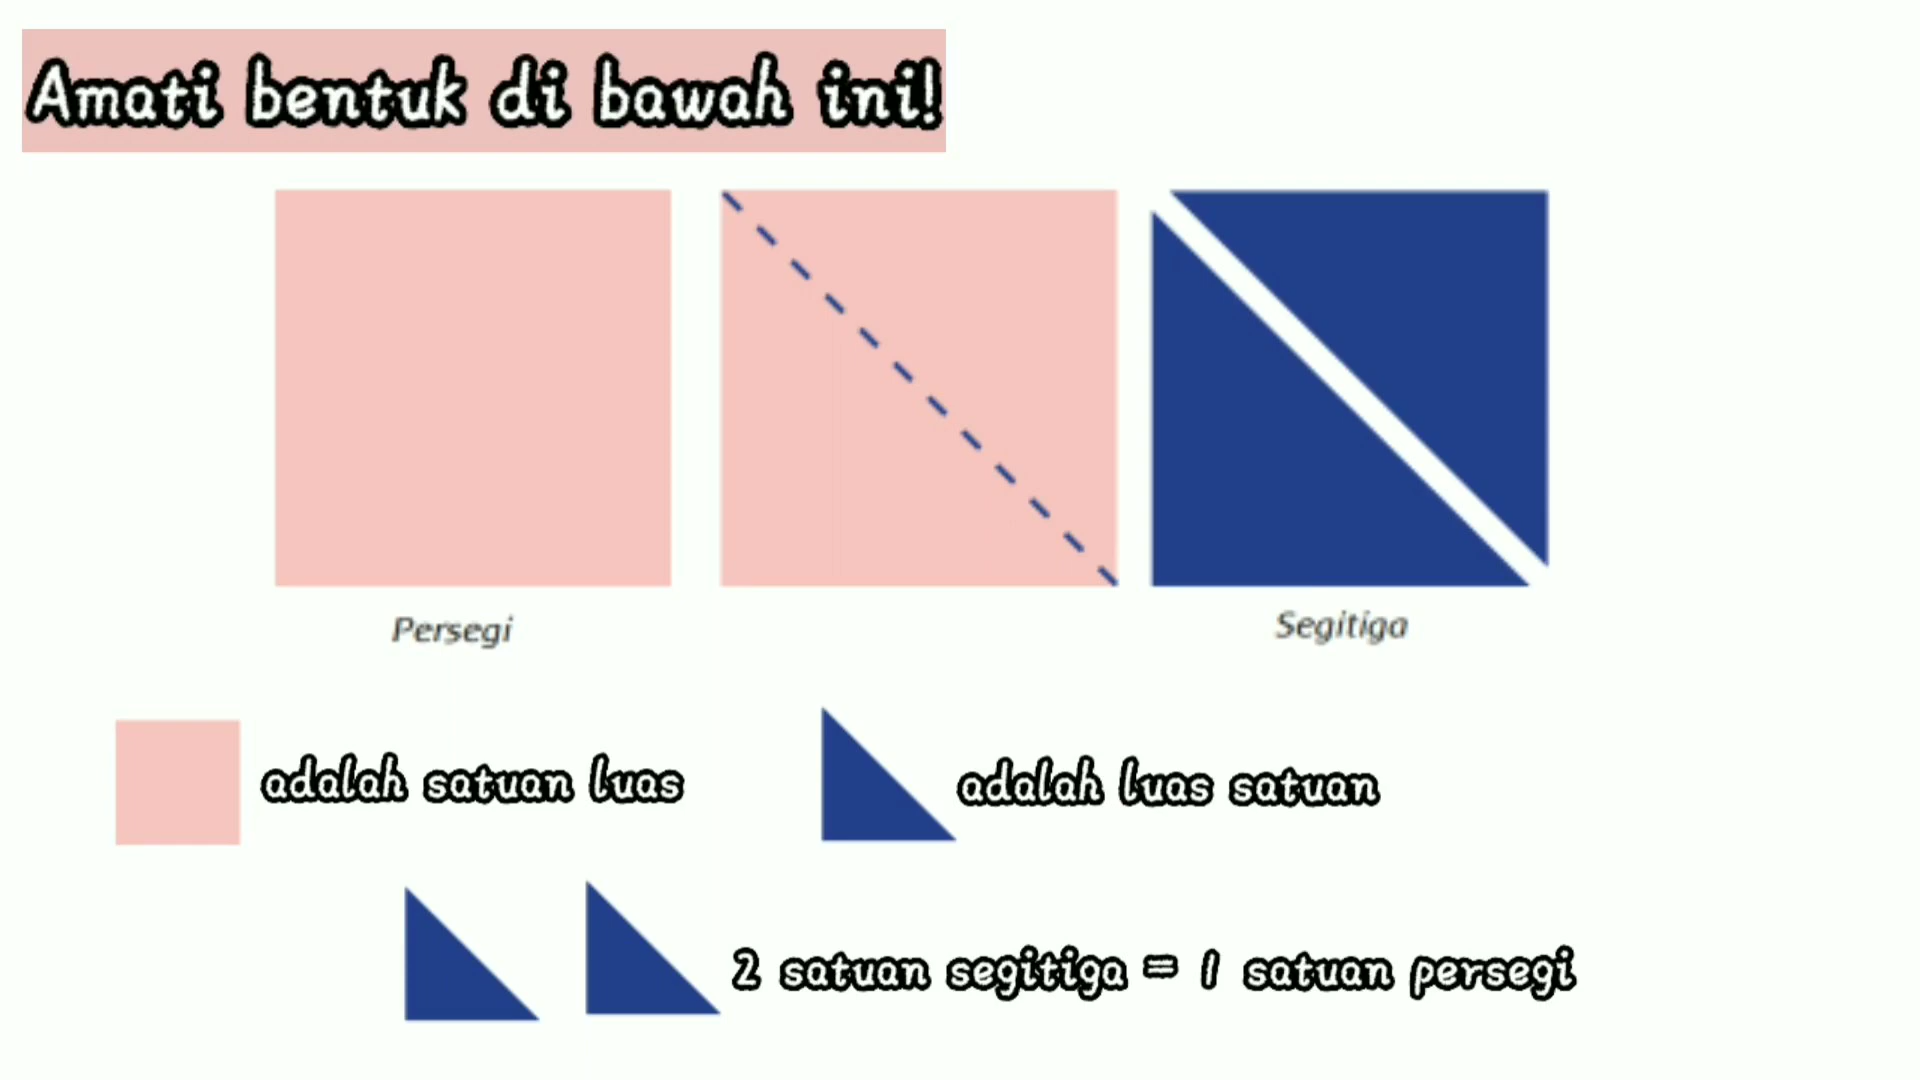 Amati bentuk di bawah ini!
Persegi
Segitiga
adalah satuan luas
adalah luas satuan
2 satuan segitiga = 1 satuan persegi